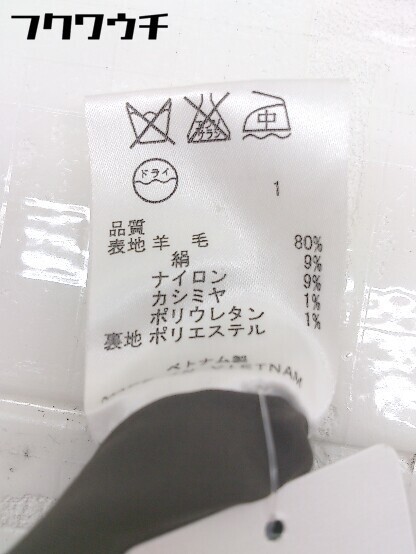 フクワウチ
エンソ
サラシ
中
ドライ
1
品質
表地 羊 毛 80%
絹 9%
ナイロン 9%
カシミヤ 1%
ポリウレタン 1%
裏地 ポリエステル
ベトナム製
VIETNAM